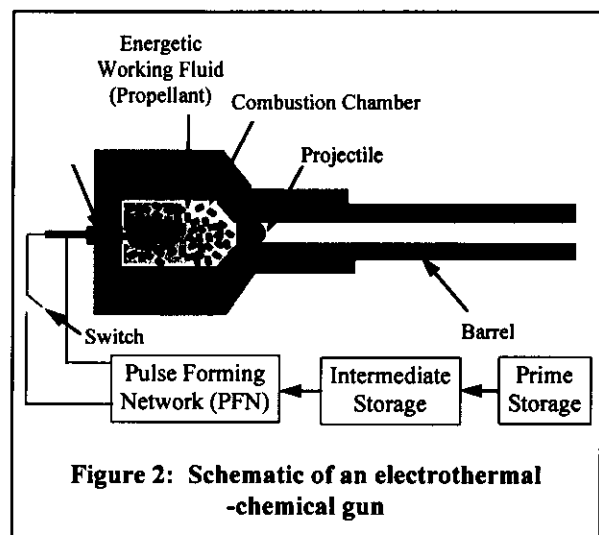 Energetic
Working Fluid
(Propellant)
Combustion Chamber
Projectile
Switch
Barrel
Pulse Forming
Network (PFN)
Intermediate
Storage
Prime
Storage
Figure 2: Schematic of an electrothermal
-chemical gun